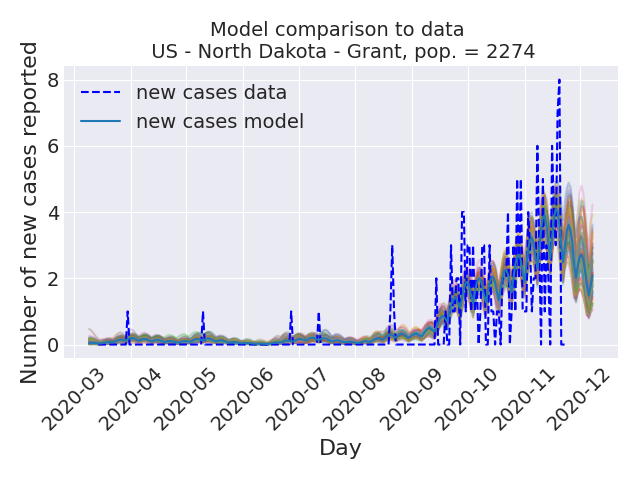 Model comparison to data
US - North Dakota - Grant, pop. = 2274
Number of new cases reported
8
6
4
2
0
new cases data
new cases model
2020-03
2020-04
2020-05
2020-06
2020-07
2020-08
2020-09
2020-10
2020-11
2020-12
Day